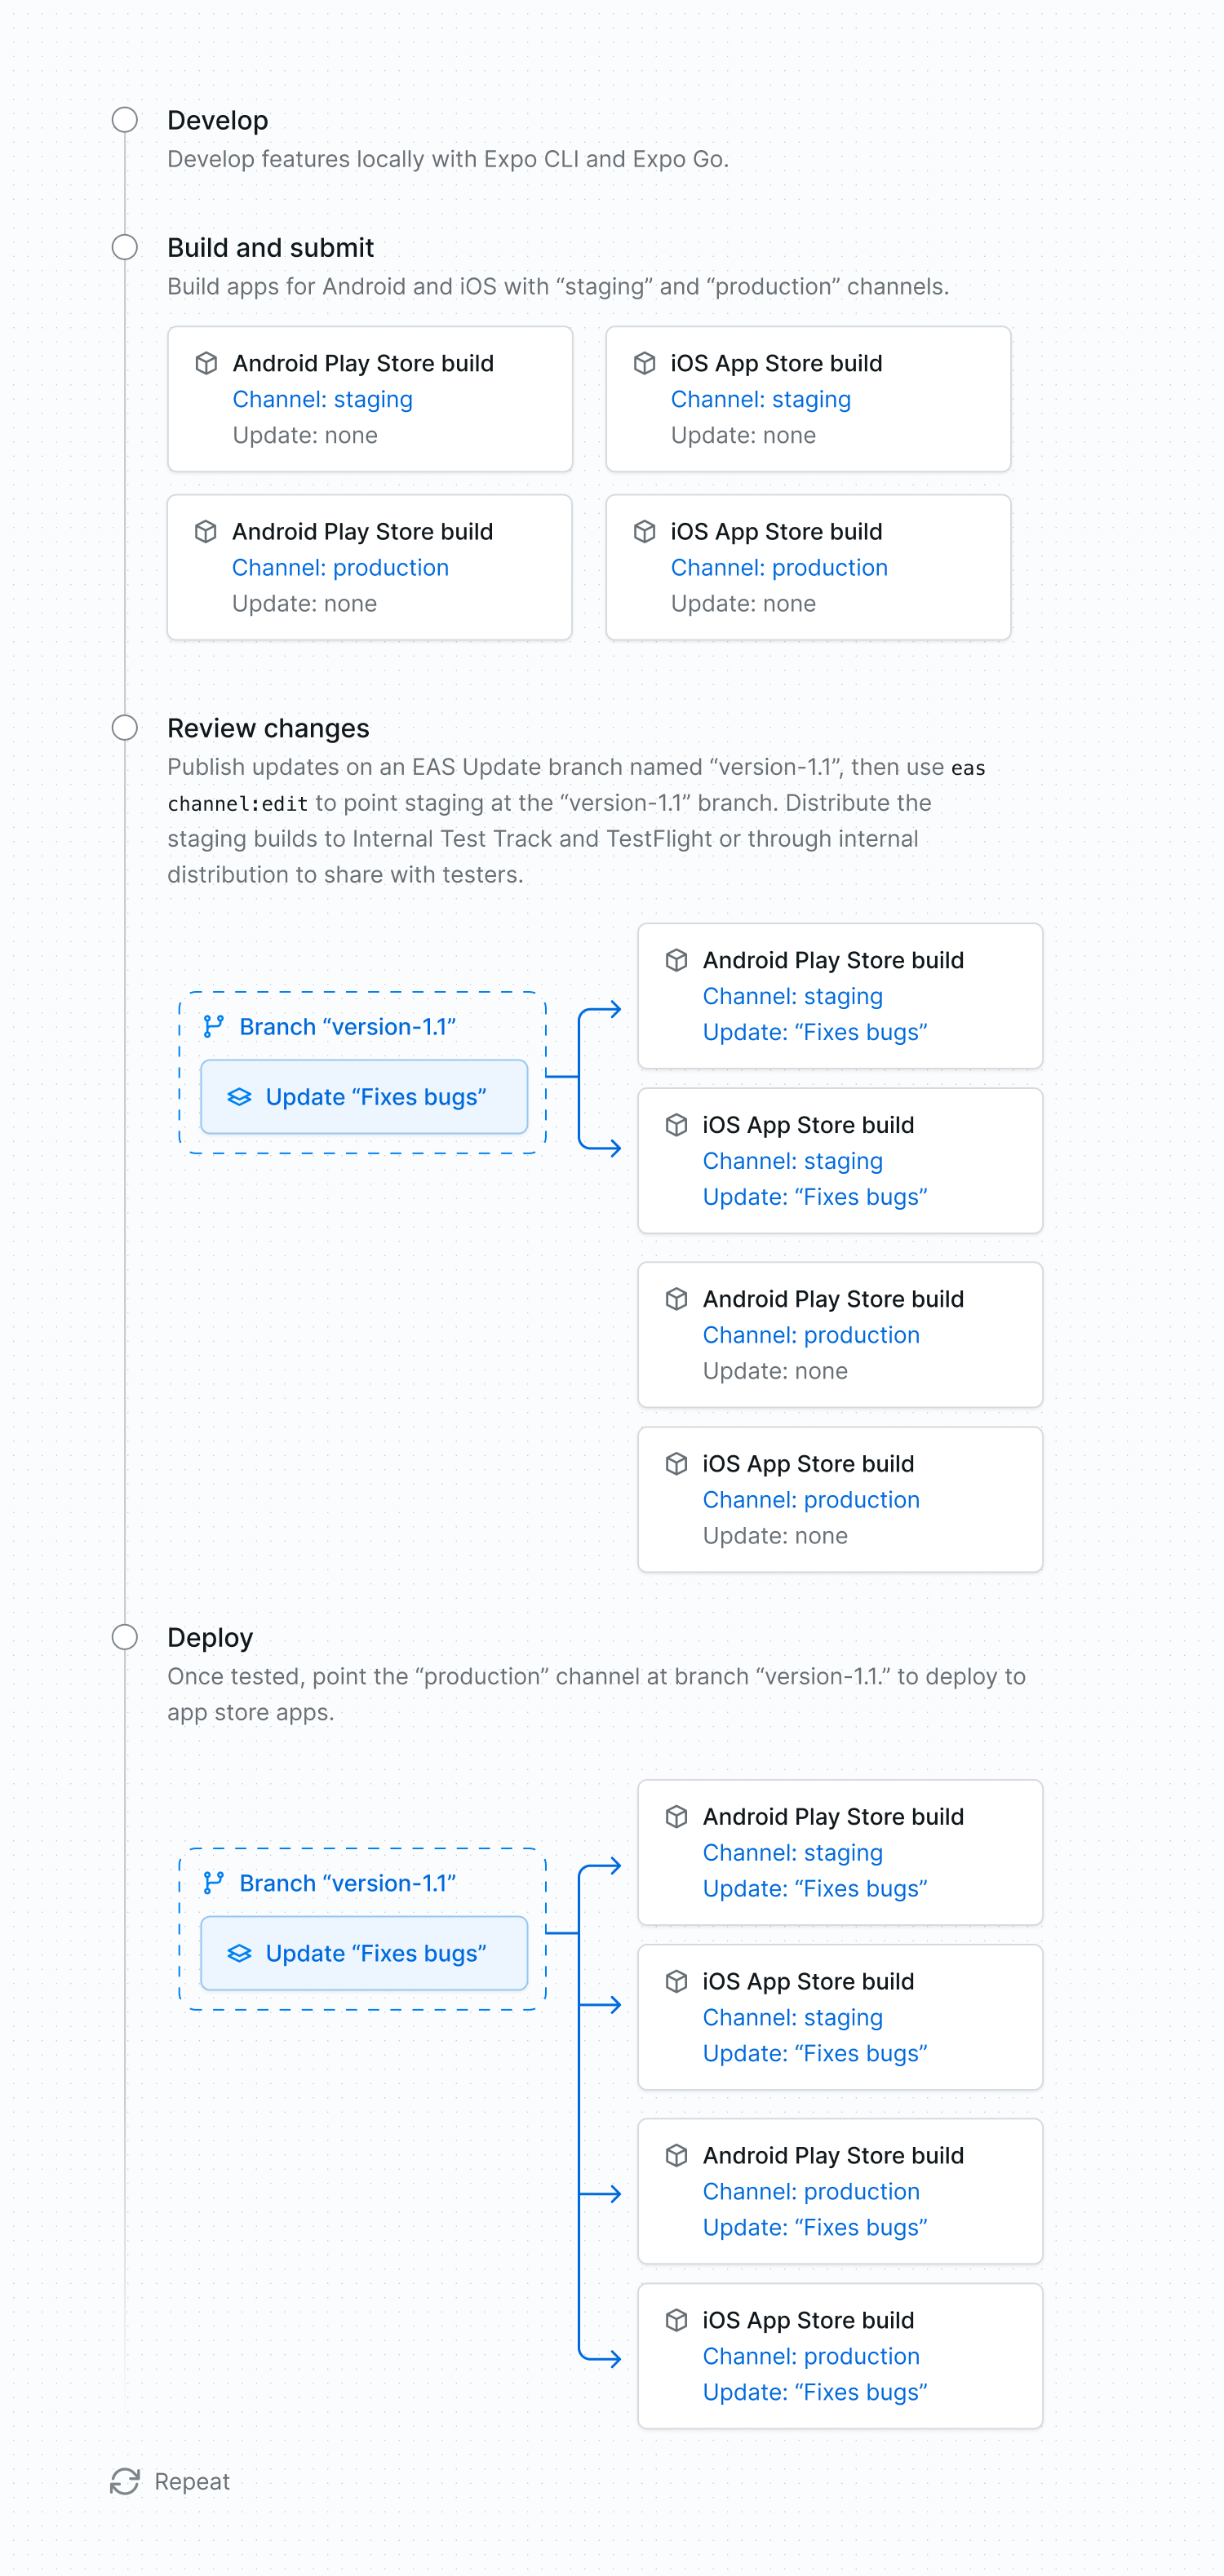 Develop
Develop features locally with Expo CLI and Expo Go.
Build and submit
Build apps for Android and iOS with “staging” and “production” channels.
Android Play Store build
Channel: staging
Update: none
iOS App Store build
Channel: staging
Update: none
Android Play Store build
Channel: production
Update: none
iOS App Store build
Channel: production
Update: none
Review changes
Publish updates on an EAS Update branch named “version-1.1”, then use eas
channel:edit to point staging at the “version-1.1” branch. Distribute the
staging builds to Internal Test Track and TestFlight or through internal
distribution to share with testers.
Branch “version-1.1”
Update “Fixes bugs”
Android Play Store build
Channel: staging
Update: “Fixes bugs”
iOS App Store build
Channel: staging
Update: “Fixes bugs”
Android Play Store build
Channel: production
Update: none
iOS App Store build
Channel: production
Update: none
Deploy
Once tested, point the “production” channel at branch “version-1.1.” to deploy to
app store apps.
Branch “version-1.1”
Update “Fixes bugs”
Android Play Store build
Channel: staging
Update: “Fixes bugs”
iOS App Store build
Channel: staging
Update: “Fixes bugs”
Android Play Store build
Channel: production
Update: “Fixes bugs”
iOS App Store build
Channel: production
Update: “Fixes bugs”
Repeat